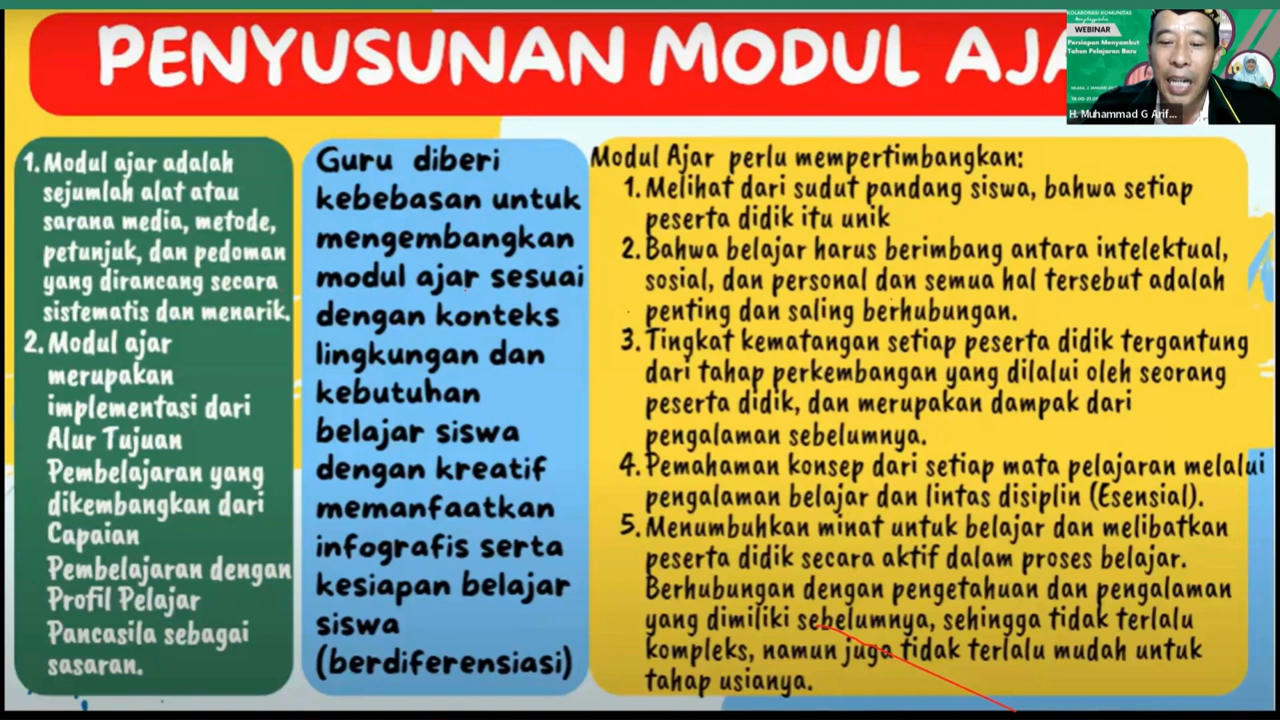 PENYUSUNAN MODUL AJA
KOLABORASI KOMUNITAS
WEBINAR
Persiapan Menyambut
Tahun Pelajaran Baru
H. Muhammad G Arif...
1. Modul ajar adalah
sejumlah alat atau
sarana media, metode,
petunjuk, dan pedoman
yang dirancang secara
sistematis dan menarik.
2. Modul ajar
merupakan
implementasi dari
Alur Tujuan
Pembelajaran yang
dikembangkan dari
Capaian
Pembelajaran dengan
Profil Pelajar
Pancasila sebagai
sasaran.
Guru diberi
kebebasan untuk
mengembangkan
modul ajar sesuai
dengan konteks
lingkungan dan
kebutuhan
belajar siswa
dengan kreatif
memanfaatkan
infografis serta
kesiapan belajar
siswa
(berdiferensiasi)
Modul Ajar perlu mempertimbangkan:
1. Melihat dari sudut pandang siswa, bahwa setiap
peserta didik itu unik
2. Bahwa belajar harus berimbang antara intelektual,
sosial, dan personal dan semua hal tersebut adalah
penting dan saling berhubungan.
3. Tingkat kematangan setiap peserta didik tergantung
dari tahap perkembangan yang dilalui oleh seorang
peserta didik, dan merupakan dampak dari
pengalaman sebelumnya.
4. Pemahaman konsep dari setiap mata pelajaran melalui
pengalaman belajar dan lintas disiplin (Esensial).
5. Menumbuhkan minat untuk belajar dan melibatkan
peserta didik secara aktif dalam proses belajar.
Berhubungan dengan pengetahuan dan pengalaman
yang dimiliki sebelumnya, sehingga tidak terlalu
kompleks, namun juga tidak terlalu mudah untuk
tahap usianya.